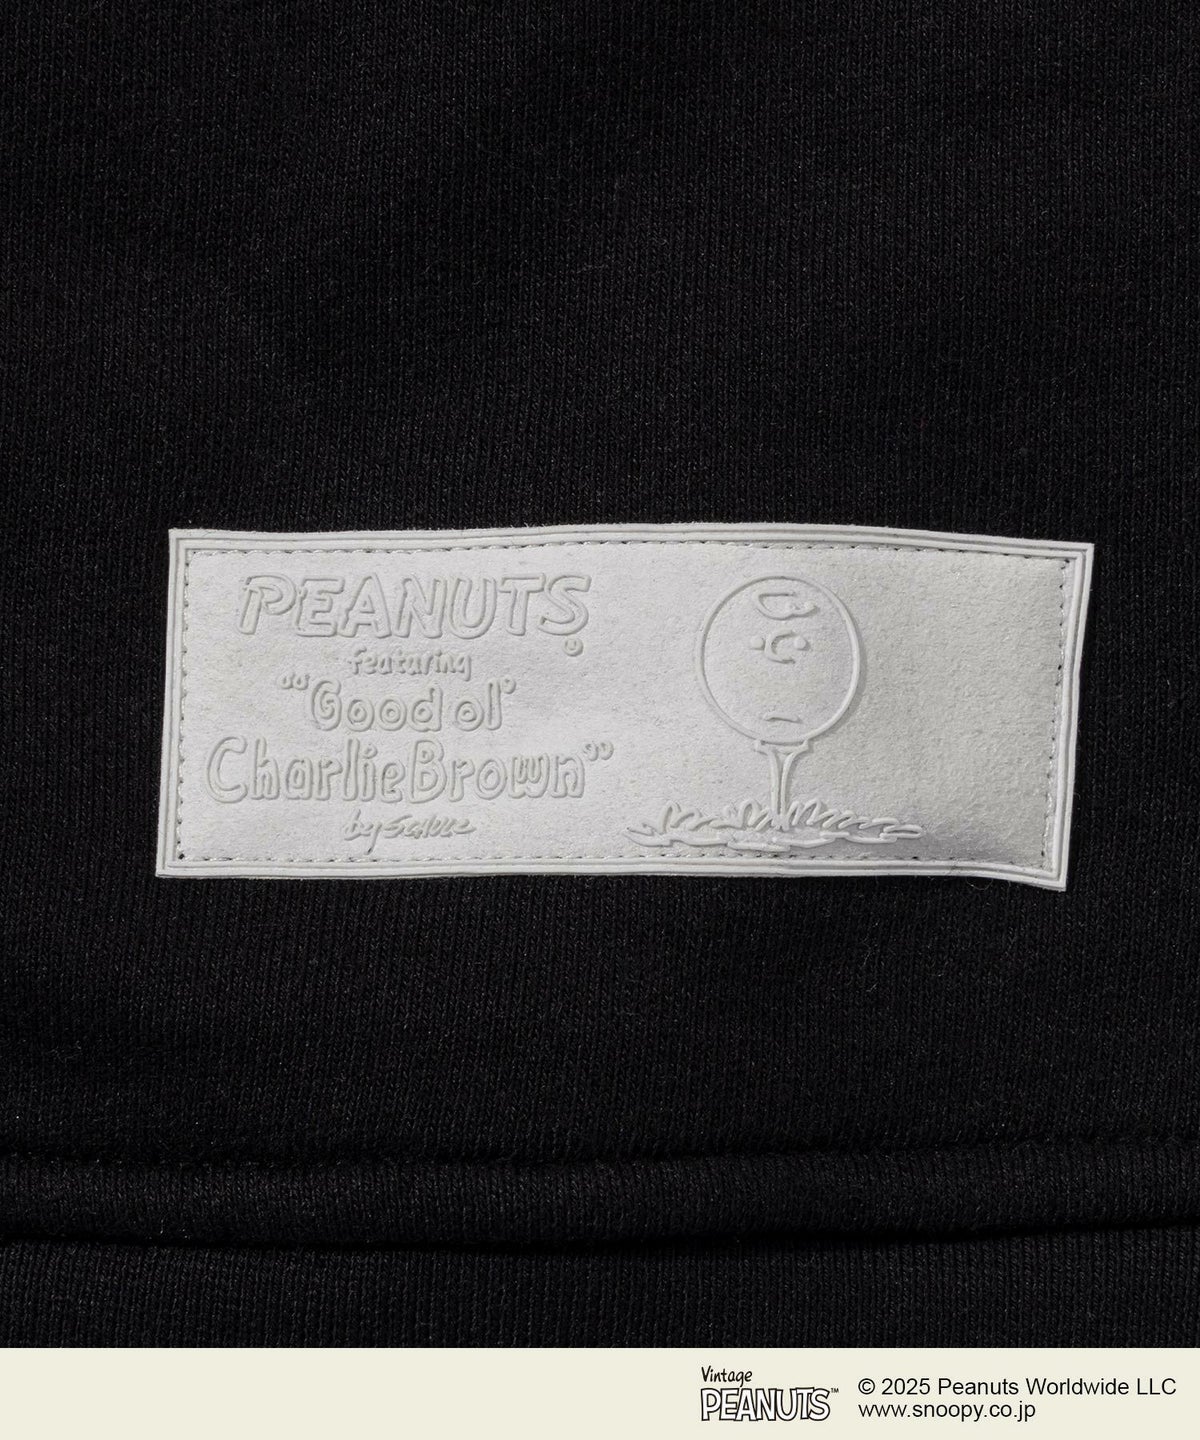 PEANUTS
featuring
"Good ol'
Charlie Brown"
by SCHULZ
Vintage
PEANUTS™
© 2025 Peanuts Worldwide LLC
www.snoopy.co.jp